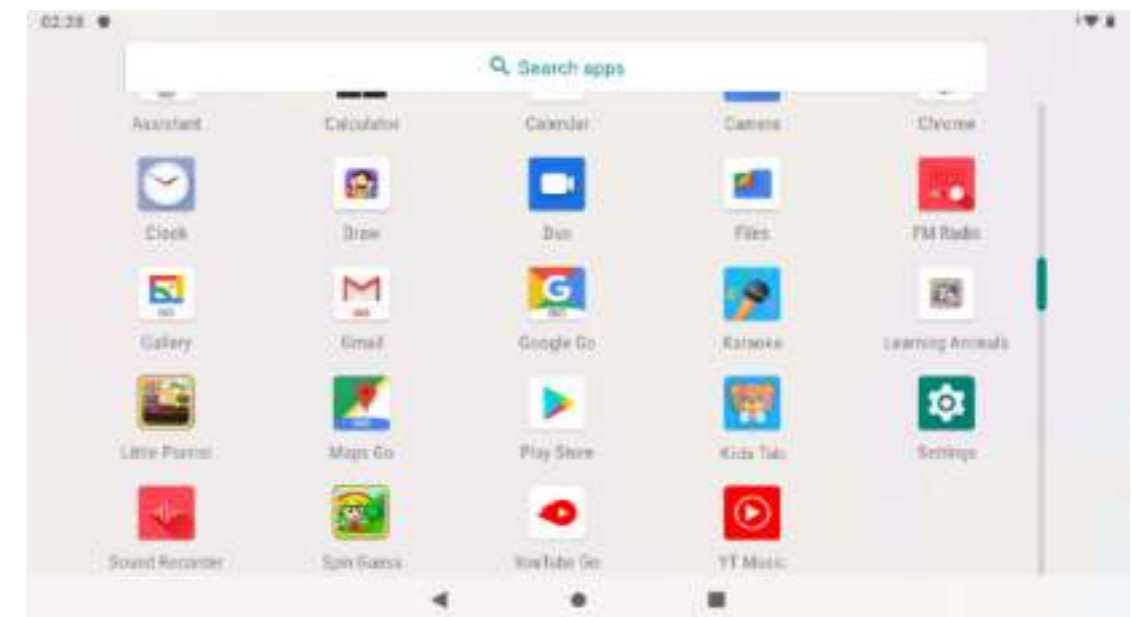 02:28
Search apps
Assistant Calculator Calendar Camera Chrome
Clock Draw Duo Files FM Radio
Gallery Gmail Google Go Karaoke Learning Animals
Little Pianist Maps Go Play Store Kids Tab Settings
Sound Recorder Spin Guess YouTube Go YT Music